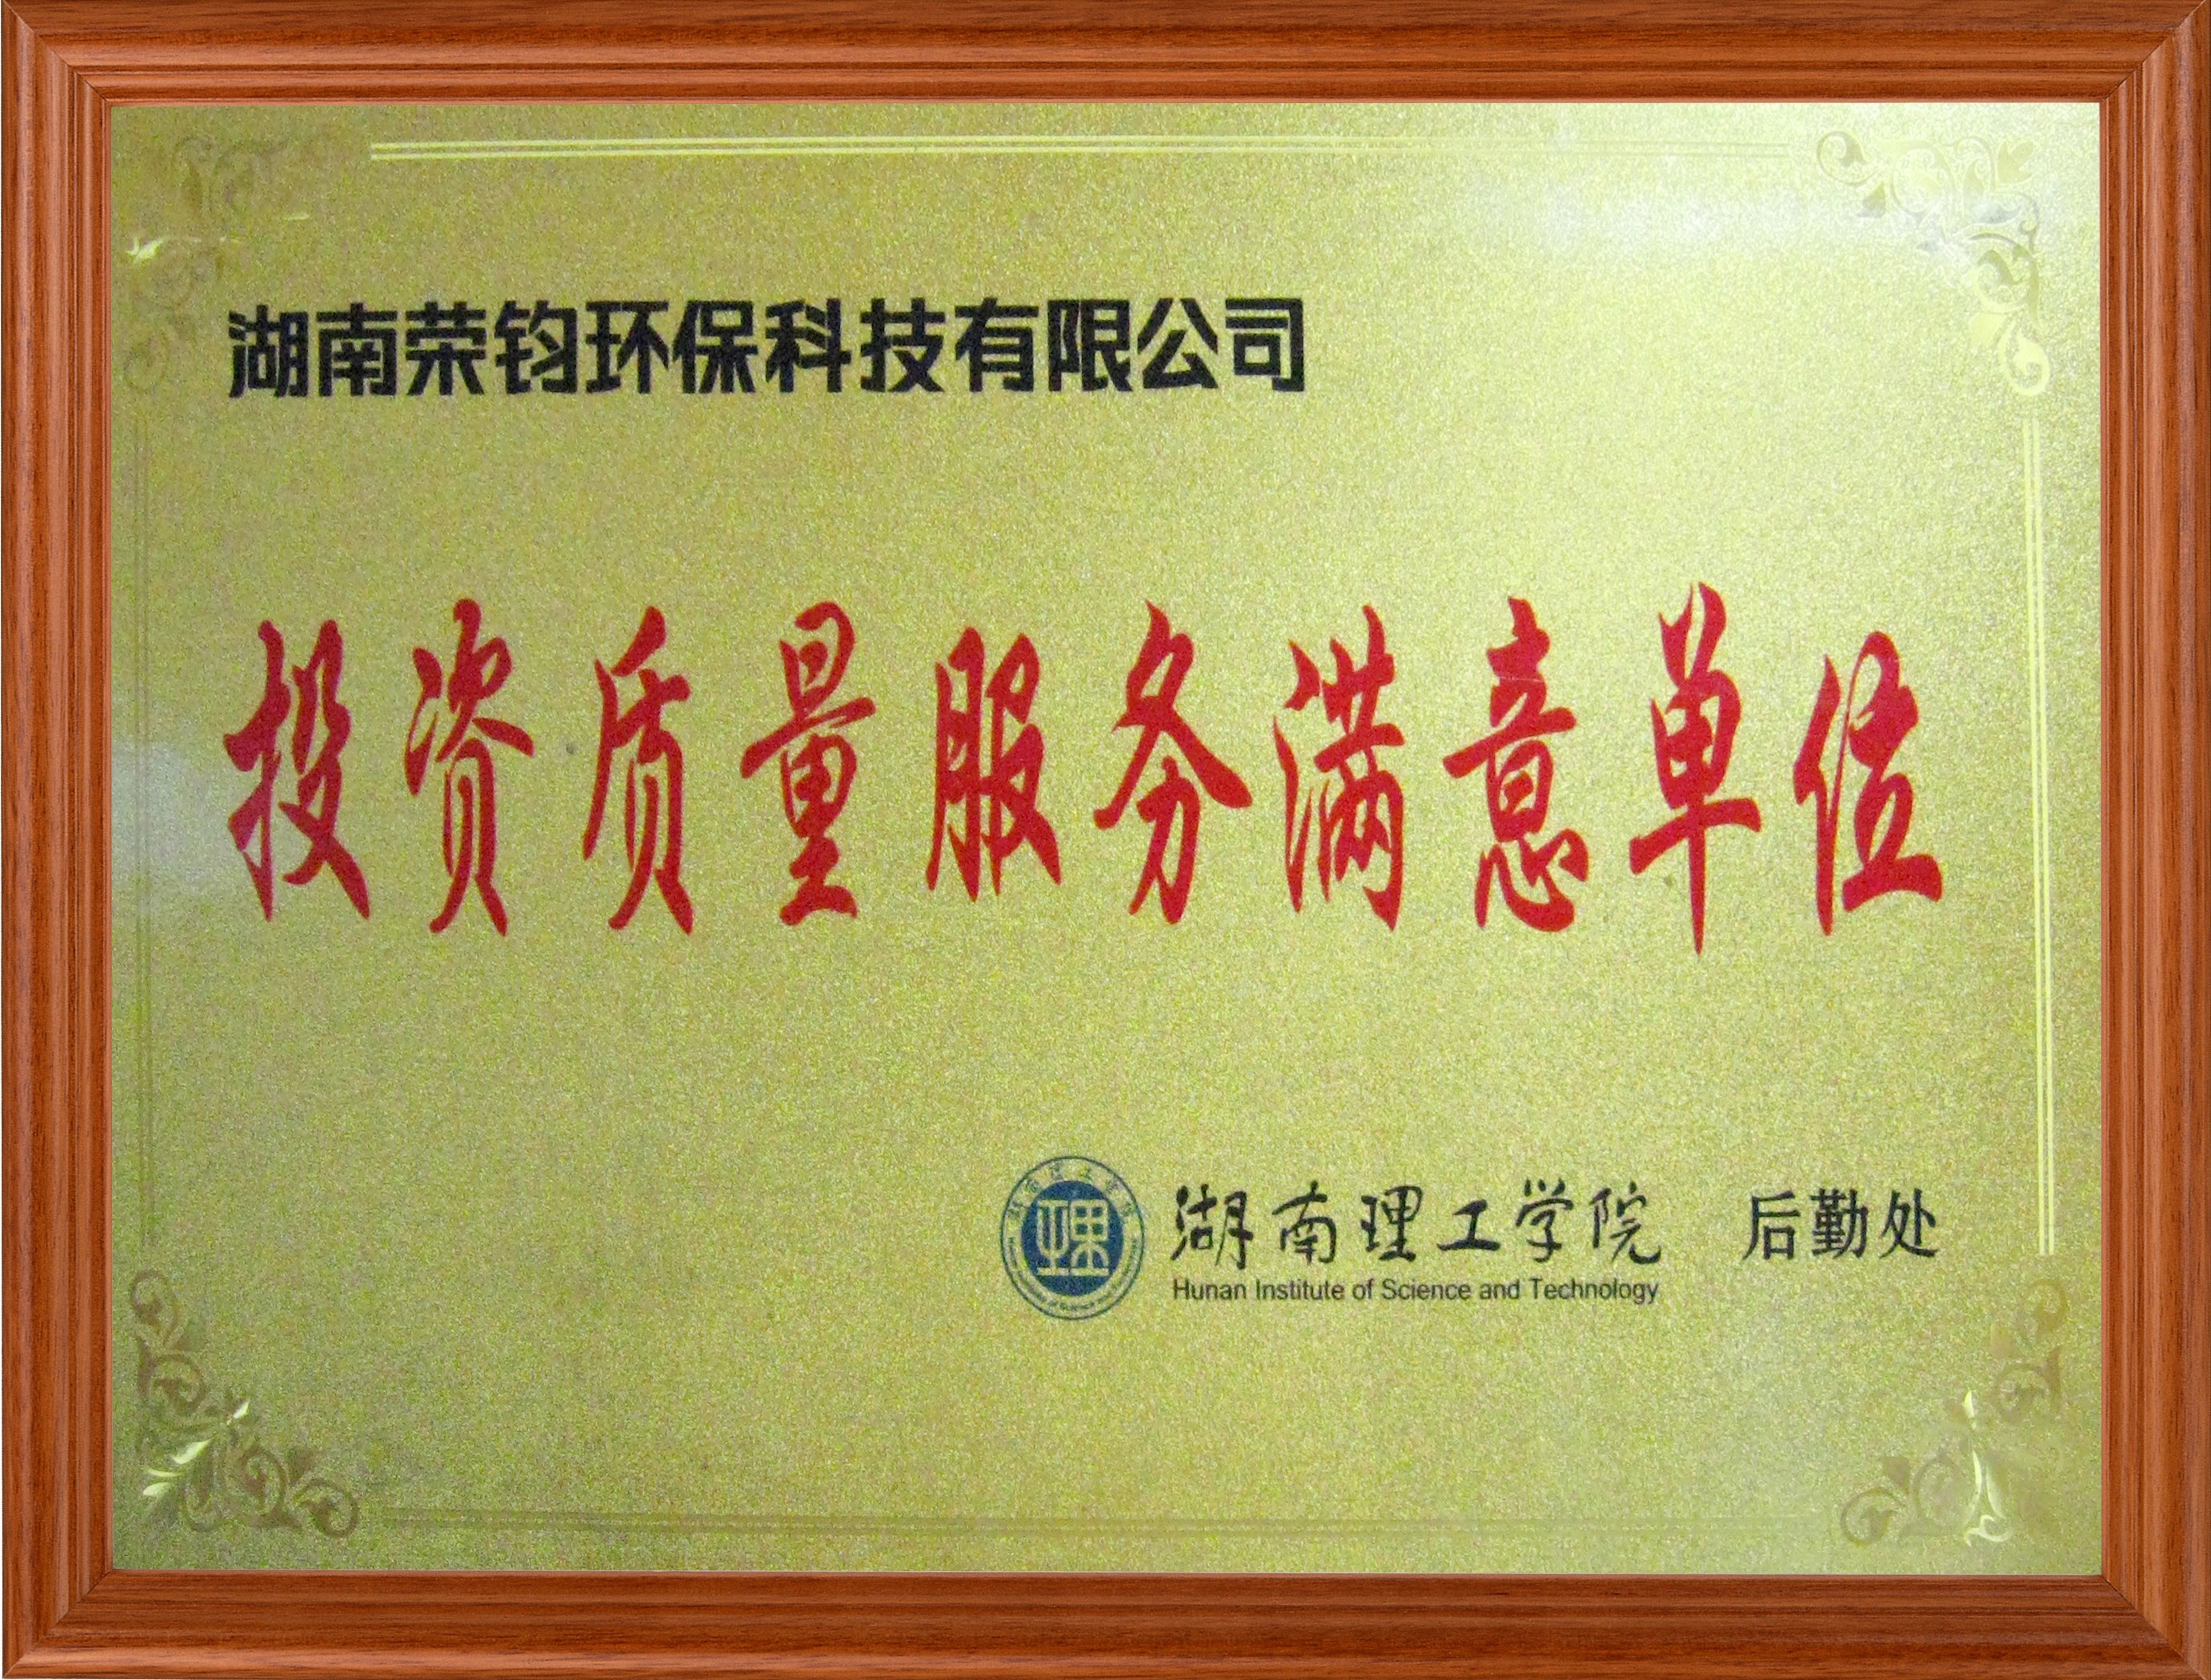 湖南荣钧环保科技有限公司
投资质量服务满意单位
湖南理工学院 后勤处
Hunan Institute of Science and Technology